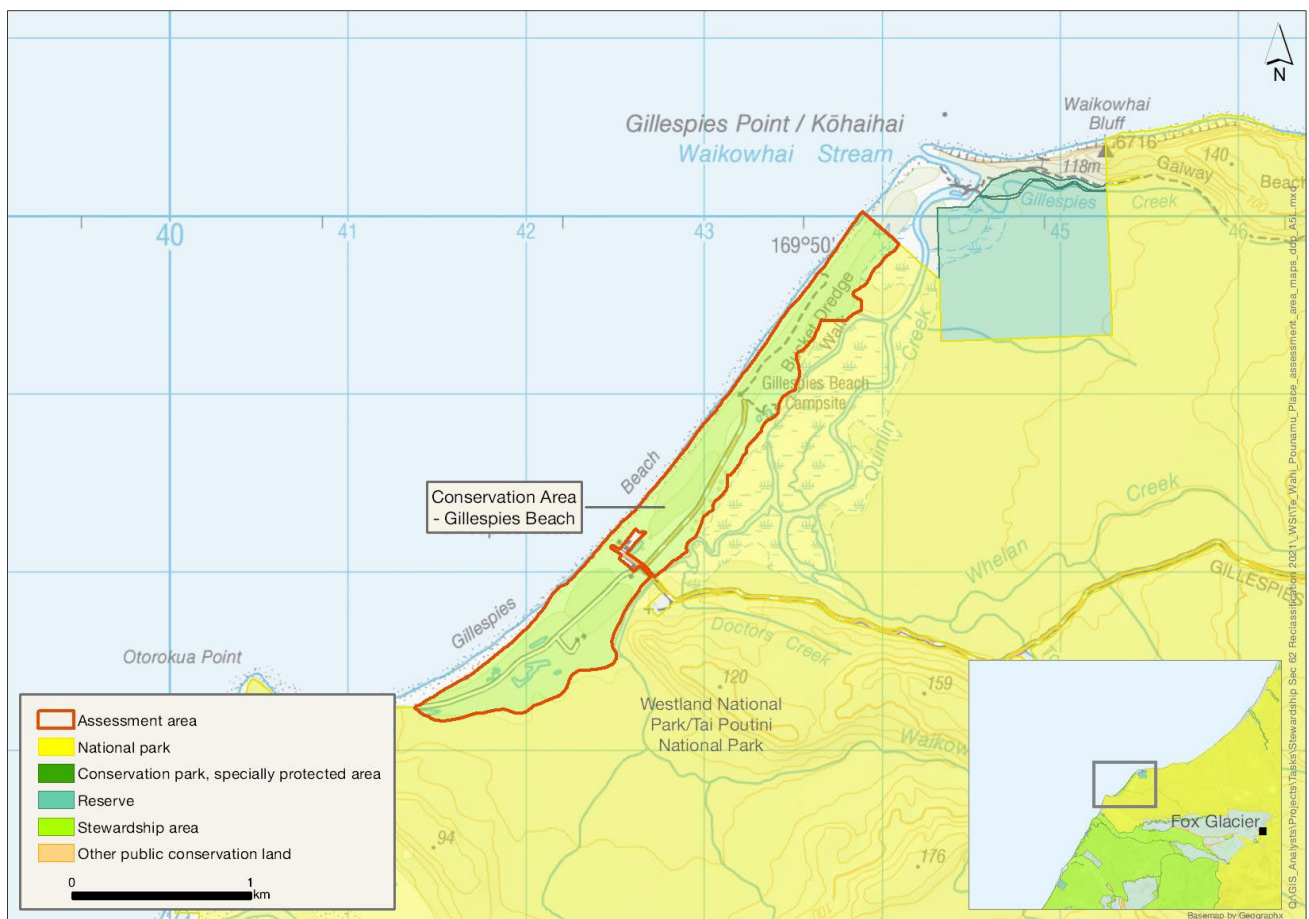 N
Waikowhai
Bluff
Gillespies Point / Kōhaihai
Waikowhai Stream
6716
140
118m
Galway
Beach
Gillespies Creek
40
41
42
43
44
45
46
169°50'
Bucket Dredge
Walk
Creek
Gillespies Beach
Campsite
Quinlin
Beach
Conservation Area
- Gillespies Beach
Creek
Whelan
GILLESPIES
Gillespies
Doctors Creek
Otorokua Point
120
159
Westland National
Park/Tai Poutini
National Park
Waikow
94
176
Assessment area
National park
Conservation park, specially protected area
Reserve
Stewardship area
Other public conservation land
0 1
km
Fox Glacier
Basemap by Geographx